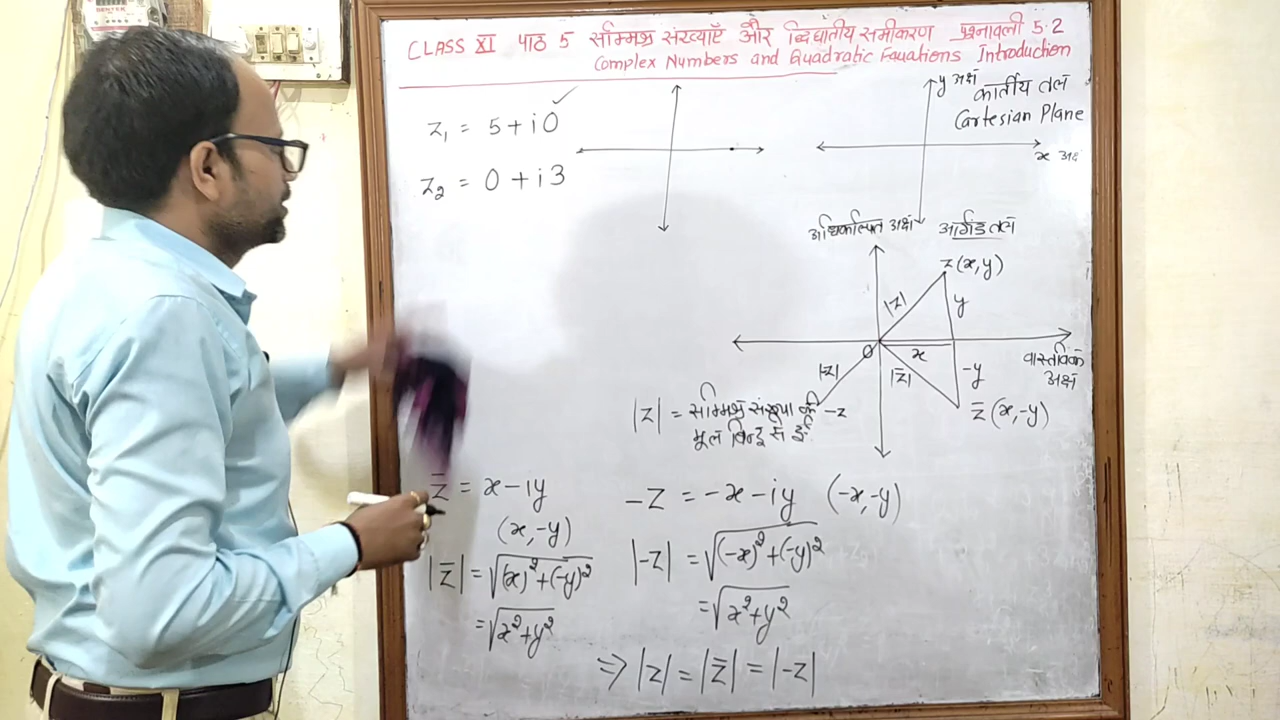 CLASS XI पाठ 5 सम्मिश्र संख्याएँ और द्विघातीय समीकरण प्रश्नावली 5.2
Complex Numbers and Quadratic Equations Introduction
z₁ = 5 + i0 ✓
z₂ = 0 + i3
y अक्ष
कार्तीय तल
Cartesian Plane
x अक्ष
अधिकल्पित अक्ष
आर्गंड तल
z(x,y)
|z|
y
O
x
वास्तविक
अक्ष
|-z|
|z̄|
-y
-z
z̄(x,-y)
|z| = सम्मिश्र संख्या की
मूल बिन्दु से दूरी
z̄ = x-iy
(x,-y)
|z̄| = √(x)²+(-y)²
= √x²+y²
-z = -x-iy (-x,-y)
|-z| = √(-x)²+(-y)²
= √x²+y²
⇒ |z| = |z̄| = |-z|